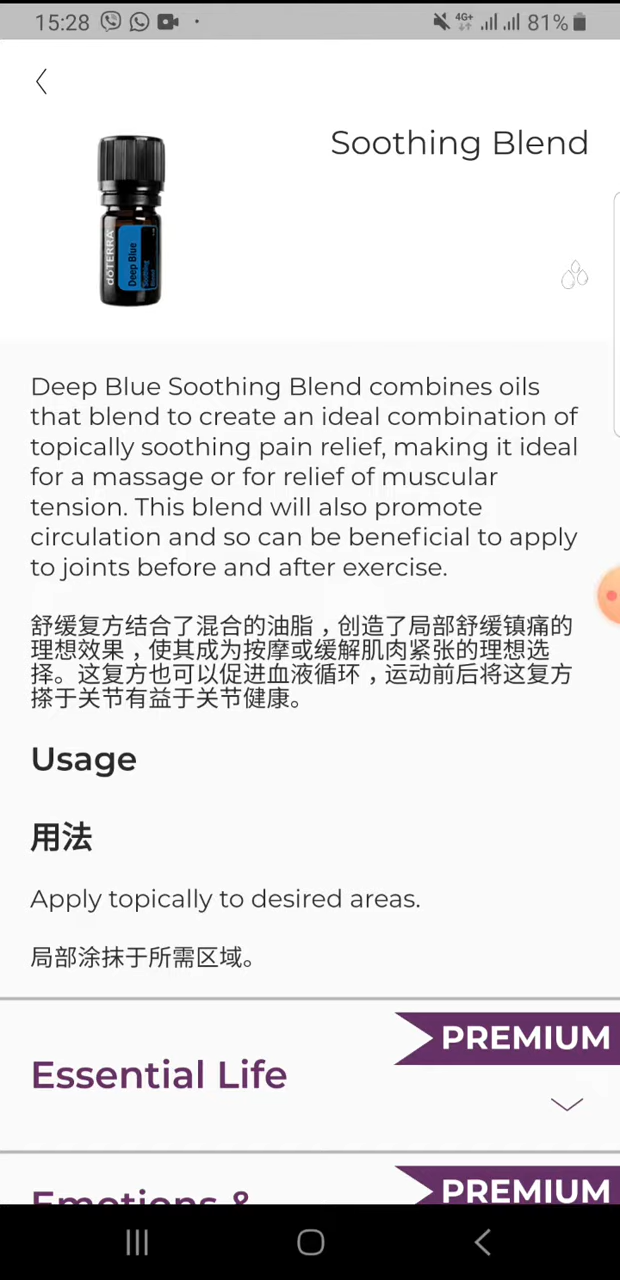 15:28
4G+
81%
Soothing Blend
dōTERRA
Deep Blue
Soothing
Blend
Deep Blue Soothing Blend combines oils
that blend to create an ideal combination of
topically soothing pain relief, making it ideal
for a massage or for relief of muscular
tension. This blend will also promote
circulation and so can be beneficial to apply
to joints before and after exercise.
舒缓复方结合了混合的油脂，创造了局部舒缓镇痛的
理想效果，使其成为按摩或缓解肌肉紧张的理想选
择。这复方也可以促进血液循环，运动前后将这复方
搽于关节有益于关节健康。
Usage
用法
Apply topically to desired areas.
局部涂抹于所需区域。
PREMIUM
Essential Life
PREMIUM
Emotions &